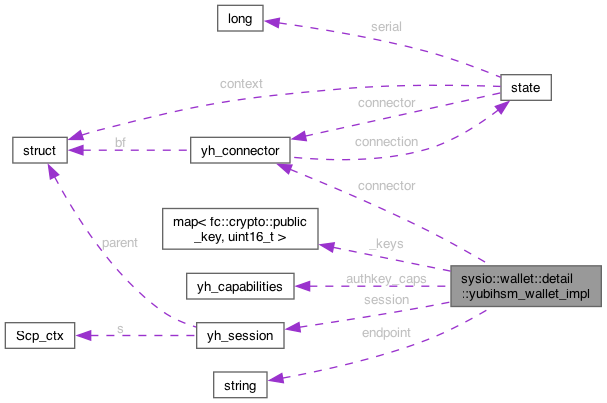 long
serial
state
context
connector
struct
bf
yh_connector
connection
connector
map< fc::crypto::public
_key, uint16_t >
_keys
parent
yh_capabilities
authkey_caps
sysio::wallet::detail
::yubihsm_wallet_impl
session
Scp_ctx
s
yh_session
endpoint
string